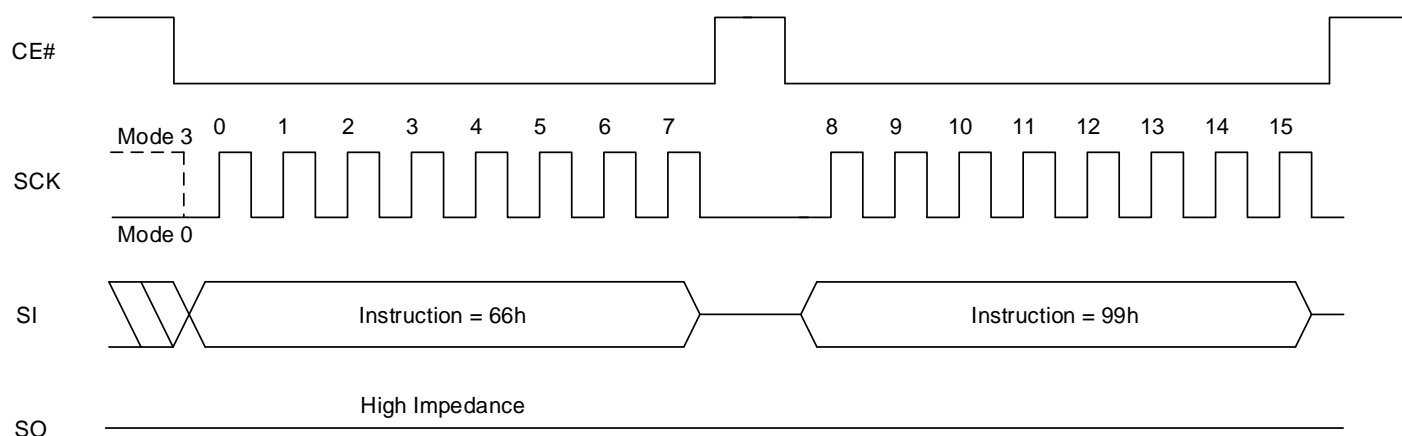 CE#
Mode 3
0 1 2 3 4 5 6 7 8 9 10 11 12 13 14 15
SCK
Mode 0
SI
Instruction = 66h
Instruction = 99h
High Impedance
SO